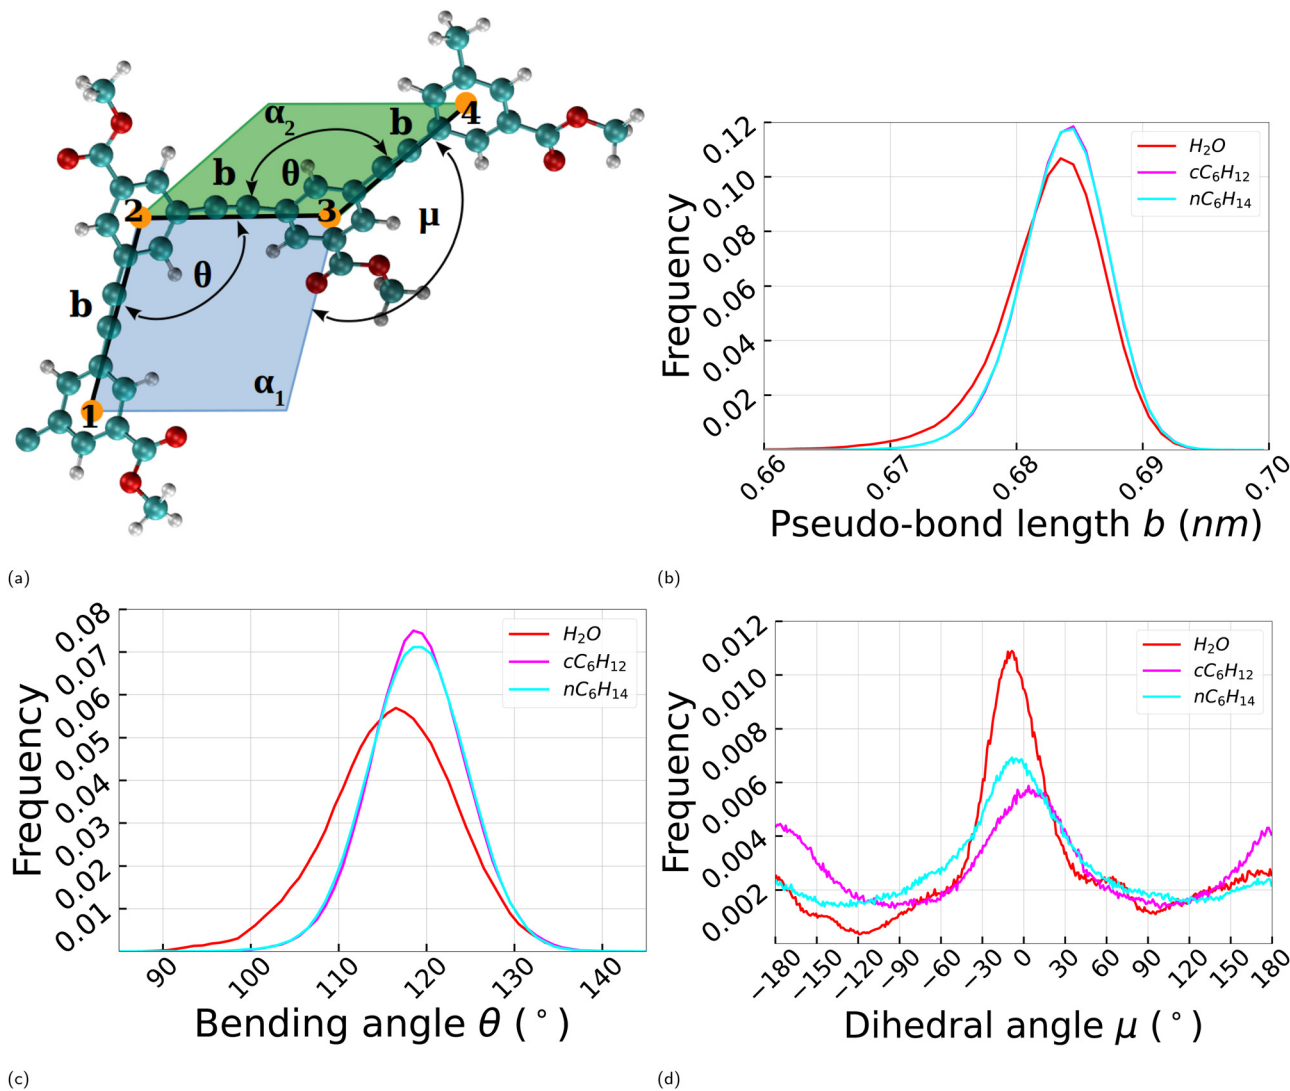 α₂
b
4
b
θ
2
3
μ
θ
b
α₁
1
(a)
Frequency
0.12
0.10
0.08
0.06
0.04
0.02
H₂O
cC₆H₁₂
nC₆H₁₄
0.66 0.67 0.68 0.69 0.70
Pseudo-bond length b (nm)
(b)
Frequency
0.08
0.07
0.06
0.05
0.04
0.03
0.02
0.01
H₂O
cC₆H₁₂
nC₆H₁₄
90 100 110 120 130 140
Bending angle θ (°)
(c)
Frequency
0.012
0.010
0.008
0.006
0.004
0.002
H₂O
cC₆H₁₂
nC₆H₁₄
−180 −150 −120 −90 −60 −30 0 30 60 90 120 150 180
Dihedral angle μ (°)
(d)